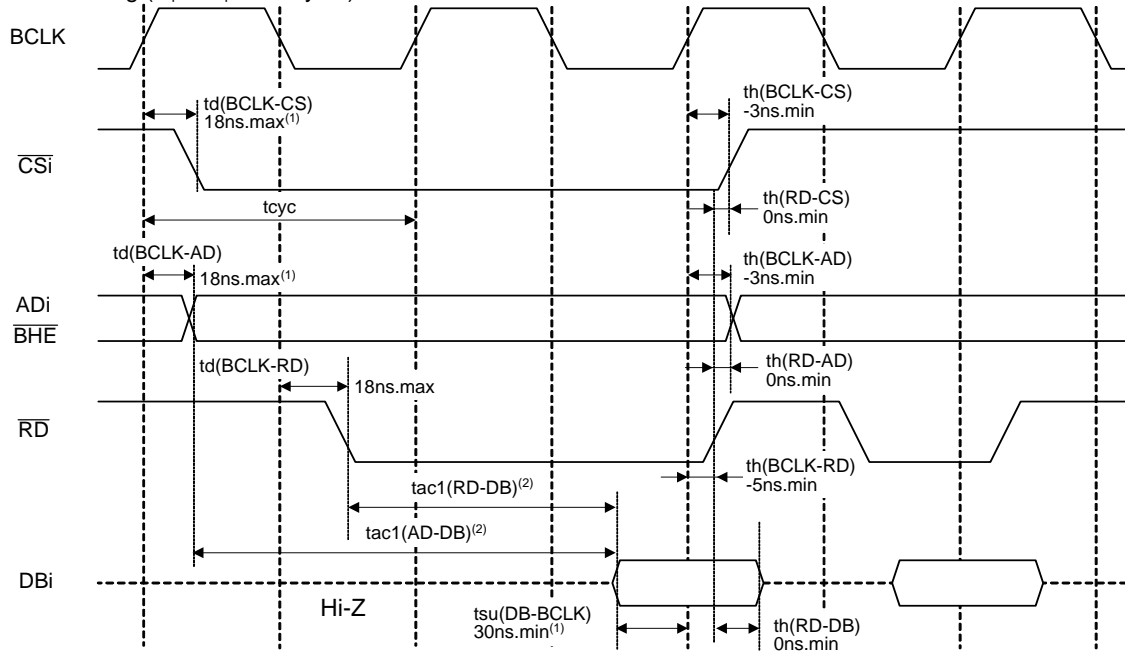 BCLK
td(BCLK-CS)
18ns.max(1)
th(BCLK-CS)
-3ns.min
CSi
tcyc
th(RD-CS)
0ns.min
td(BCLK-AD)
18ns.max(1)
th(BCLK-AD)
-3ns.min
ADi
BHE
td(BCLK-RD)
18ns.max
th(RD-AD)
0ns.min
RD
th(BCLK-RD)
-5ns.min
tac1(RD-DB)(2)
tac1(AD-DB)(2)
DBi
Hi-Z
tsu(DB-BCLK)
30ns.min(1)
th(RD-DB)
0ns.min